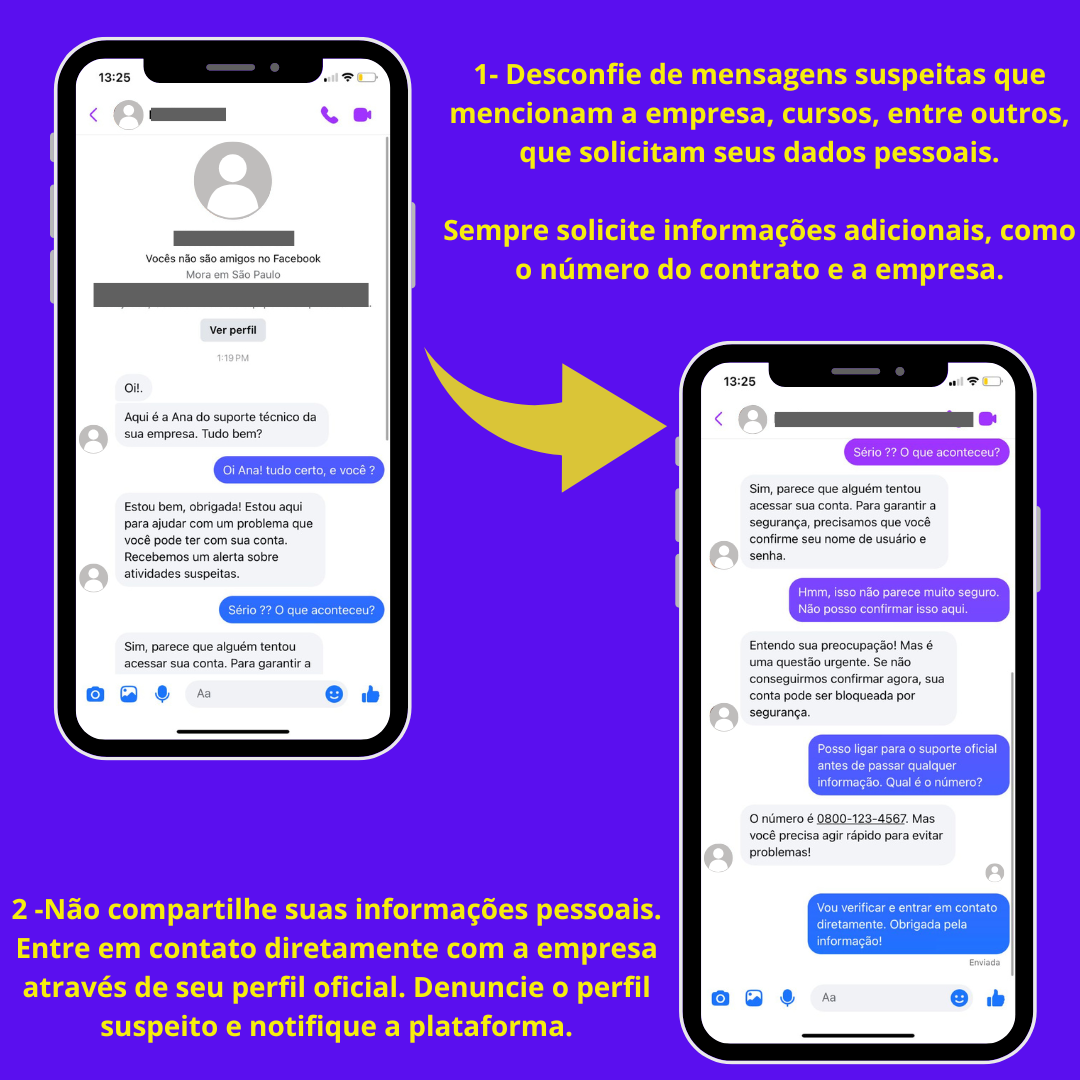 13:25
Vocês não são amigos no Facebook
Mora em São Paulo
Ver perfil
1:19 PM
Oi!.
Aqui é a Ana do suporte técnico da
sua empresa. Tudo bem?
Oi Ana! tudo certo, e você ?
Estou bem, obrigada! Estou aqui
para ajudar com um problema que
você pode ter com sua conta.
Recebemos um alerta sobre
atividades suspeitas.
Sério ?? O que aconteceu?
Sim, parece que alguém tentou
acessar sua conta. Para garantir a
Aa
1- Desconfie de mensagens suspeitas que
mencionam a empresa, cursos, entre outros,
que solicitam seus dados pessoais.
Sempre solicite informações adicionais, como
o número do contrato e a empresa.
13:25
Sério ?? O que aconteceu?
Sim, parece que alguém tentou
acessar sua conta. Para garantir a
segurança, precisamos que você
confirme seu nome de usuário e
senha.
Hmm, isso não parece muito seguro.
Não posso confirmar isso aqui.
Entendo sua preocupação! Mas é
uma questão urgente. Se não
conseguirmos confirmar agora, sua
conta pode ser bloqueada por
segurança.
Posso ligar para o suporte oficial
antes de passar qualquer
informação. Qual é o número?
O número é 0800-123-4567. Mas
você precisa agir rápido para evitar
problemas!
Vou verificar e entrar em contato
diretamente. Obrigada pela
informação!
Enviada
Aa
2 -Não compartilhe suas informações pessoais.
Entre em contato diretamente com a empresa
através de seu perfil oficial. Denuncie o perfil
suspeito e notifique a plataforma.